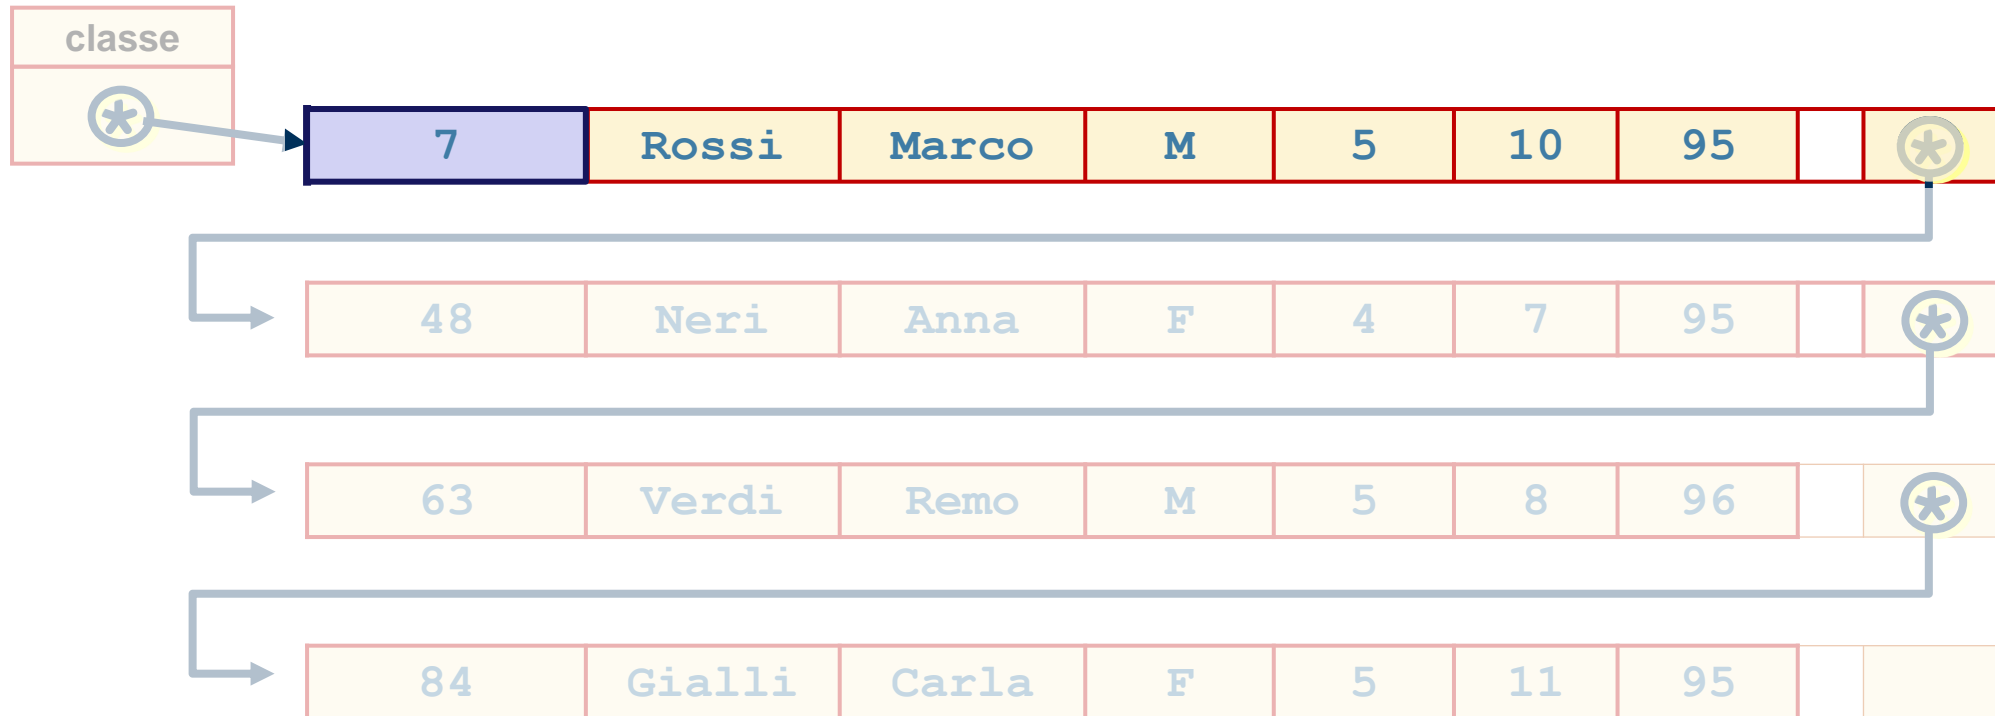 classe
*
7 Rossi Marco M 5 10 95 *
48 Neri Anna F 4 7 95 *
63 Verdi Remo M 5 8 96 *
84 Gialli Carla F 5 11 95